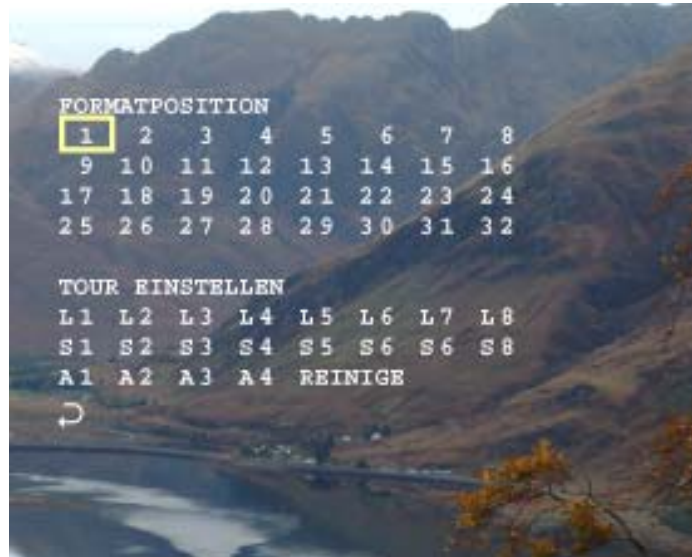 FORMATPOSITION
1 2 3 4 5 6 7 8
9 10 11 12 13 14 15 16
17 18 19 20 21 22 23 24
25 26 27 28 29 30 31 32
TOUR EINSTELLEN
L1 L2 L3 L4 L5 L6 L7 L8
S1 S2 S3 S4 S5 S6 S6 S8
A1 A2 A3 A4 REINIGE